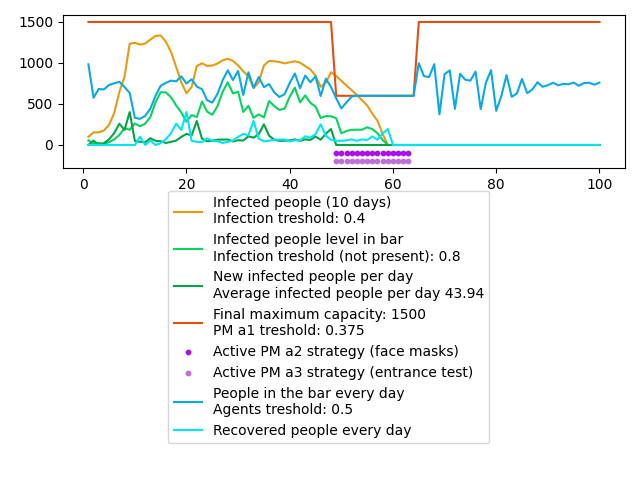 1500
1000
500
0
0 20 40 60 80 100
Infected people (10 days)
Infection treshold: 0.4
Infected people level in bar
Infection treshold (not present): 0.8
New infected people per day
Average infected people per day 43.94
Final maximum capacity: 1500
PM a1 treshold: 0.375
Active PM a2 strategy (face masks)
Active PM a3 strategy (entrance test)
People in the bar every day
Agents treshold: 0.5
Recovered people every day